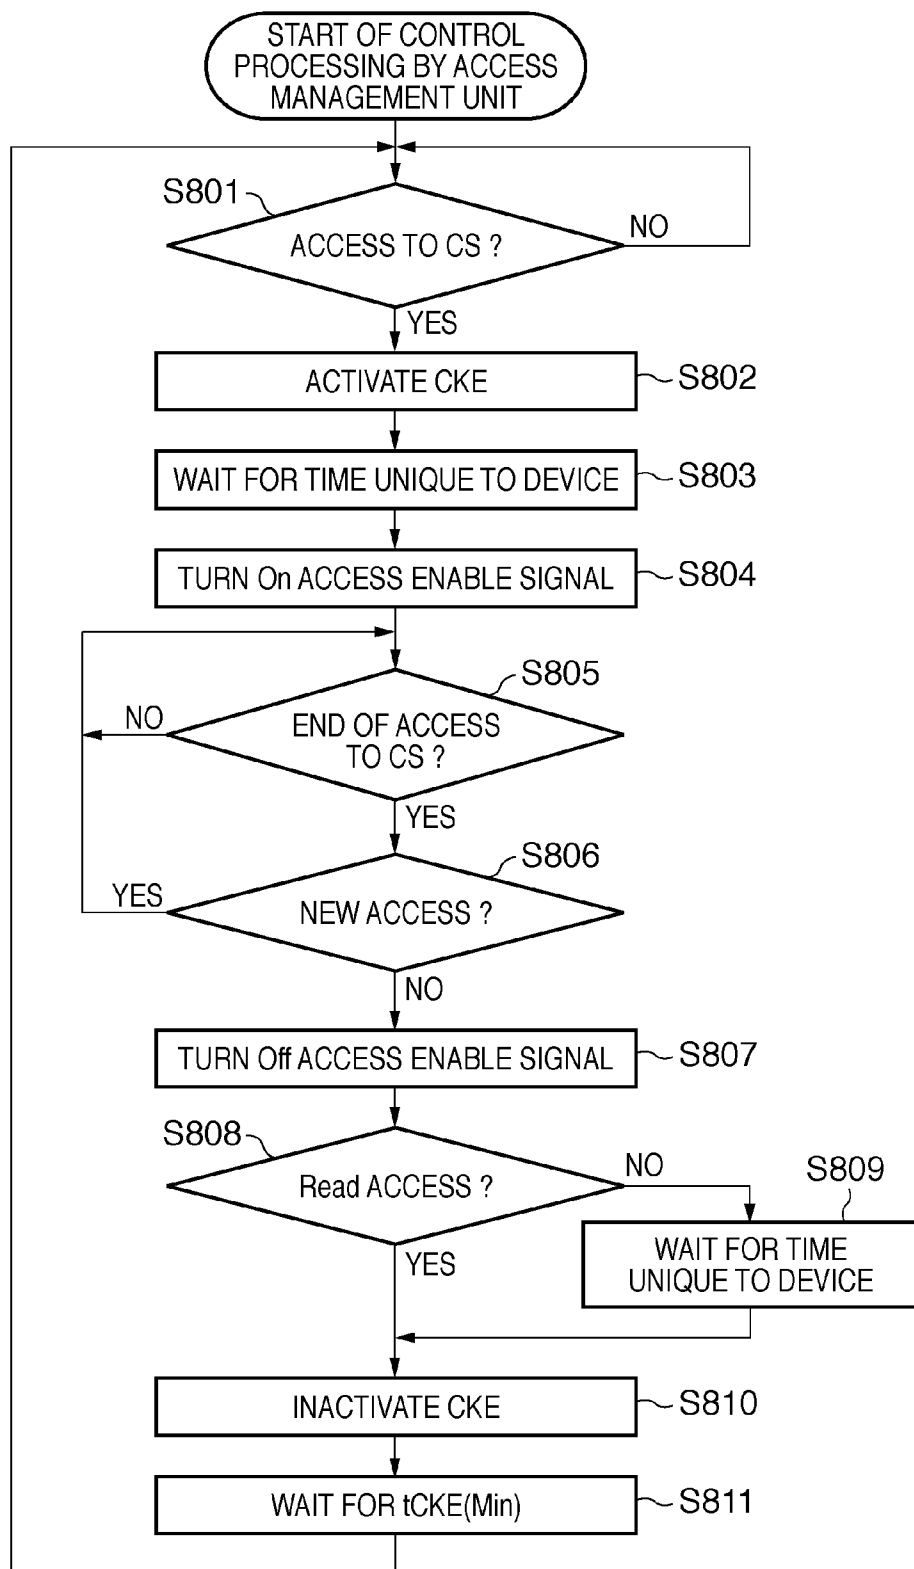 START OF CONTROL
PROCESSING BY ACCESS
MANAGEMENT UNIT
S801
ACCESS TO CS ?
NO
YES
ACTIVATE CKE
S802
WAIT FOR TIME UNIQUE TO DEVICE
S803
TURN On ACCESS ENABLE SIGNAL
S804
S805
NO
END OF ACCESS
TO CS ?
YES
S806
YES
NEW ACCESS ?
NO
TURN Off ACCESS ENABLE SIGNAL
S807
S808
Read ACCESS ?
NO
S809
YES
WAIT FOR TIME
UNIQUE TO DEVICE
INACTIVATE CKE
S810
WAIT FOR tCKE(Min)
S811